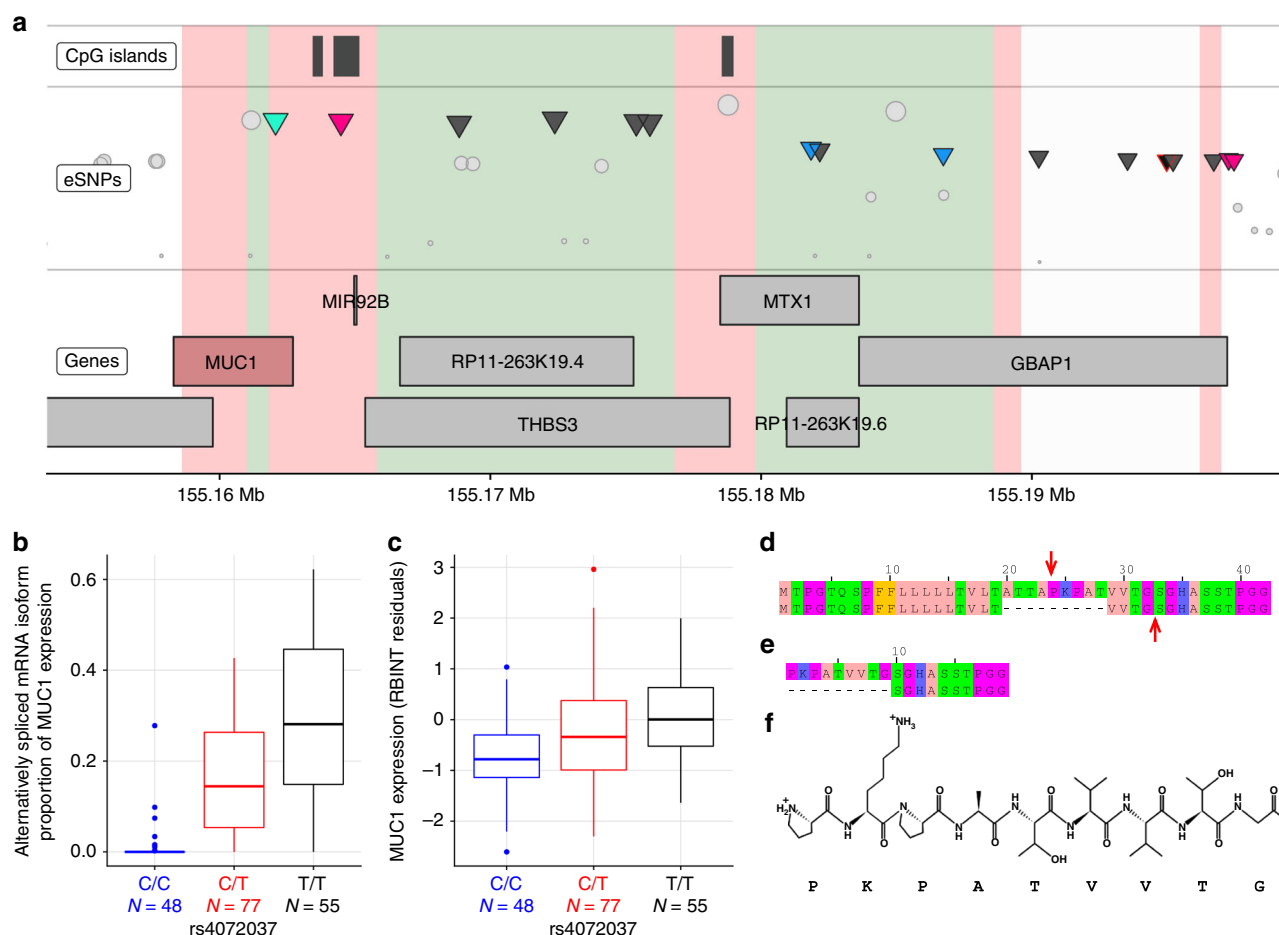 a
CpG islands
eSNPs
MIR92B
MTX1
Genes
MUC1
RP11-263K19.4
GBAP1
THBS3
RP11-263K19.6
155.16 Mb
155.17 Mb
155.18 Mb
155.19 Mb
b
Alternatively spliced mRNA isoform
proportion of MUC1 expression
0.6
0.4
0.2
0.0
C/C
C/T
T/T
N = 48
N = 77
N = 55
rs4072037
c
MUC1 expression (RBINT residuals)
3
2
1
0
−1
−2
C/C
C/T
T/T
N = 48
N = 77
N = 55
rs4072037
d
10 20 30 40
MTPGTQSPFFLLLLLTVLTATTAPKPATVVTGSGHASSTPGG
MTPGTQSPFFLLLLLTVLT---------VVTGSGHASSTPGG
e
10
PKPATVVTGSGHASSTPGG
---------SGHASSTPGG
f
+NH3
H2N+
O
N
H
OH
P K P A T V V T G